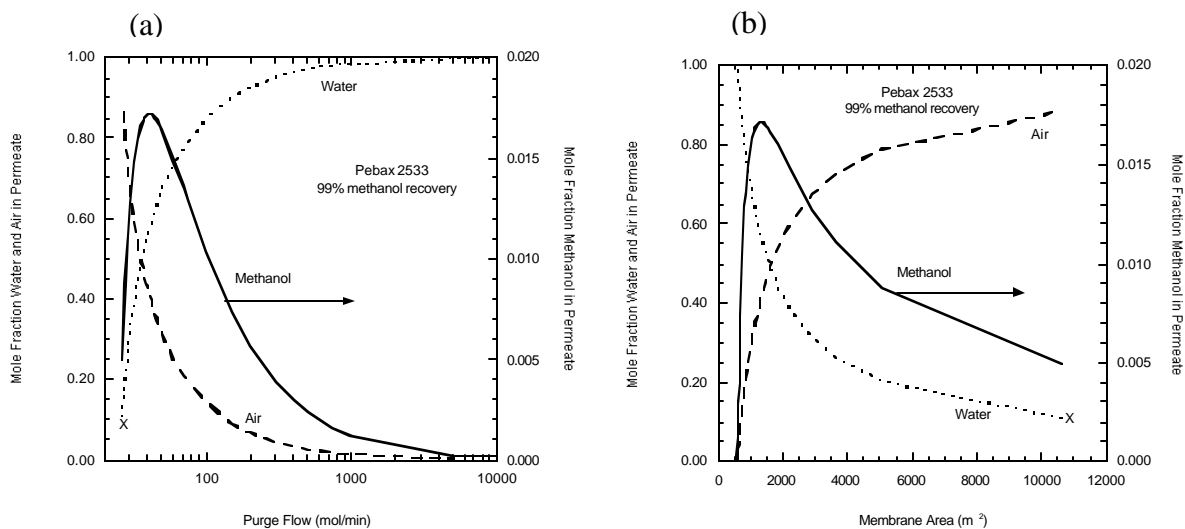 (a)
1.00
0.80
0.60
0.40
0.20
0.00
Mole Fraction Water and Air in Permeate
0.020
0.015
0.010
0.005
0.000
Mole Fraction Methanol in Permeate
Water
Pebax 2533
99% methanol recovery
Methanol
Air
X
100
1000
10000
Purge Flow (mol/min)
(b)
1.00
0.80
0.60
0.40
0.20
0.00
Mole Fraction Water and Air in Permeate
0.020
0.015
0.010
0.005
0.000
Mole Fraction Methanol in Permeate
Pebax 2533
99% methanol recovery
Air
Methanol
Water
X
0
2000
4000
6000
8000
10000
12000
Membrane Area (m ²)